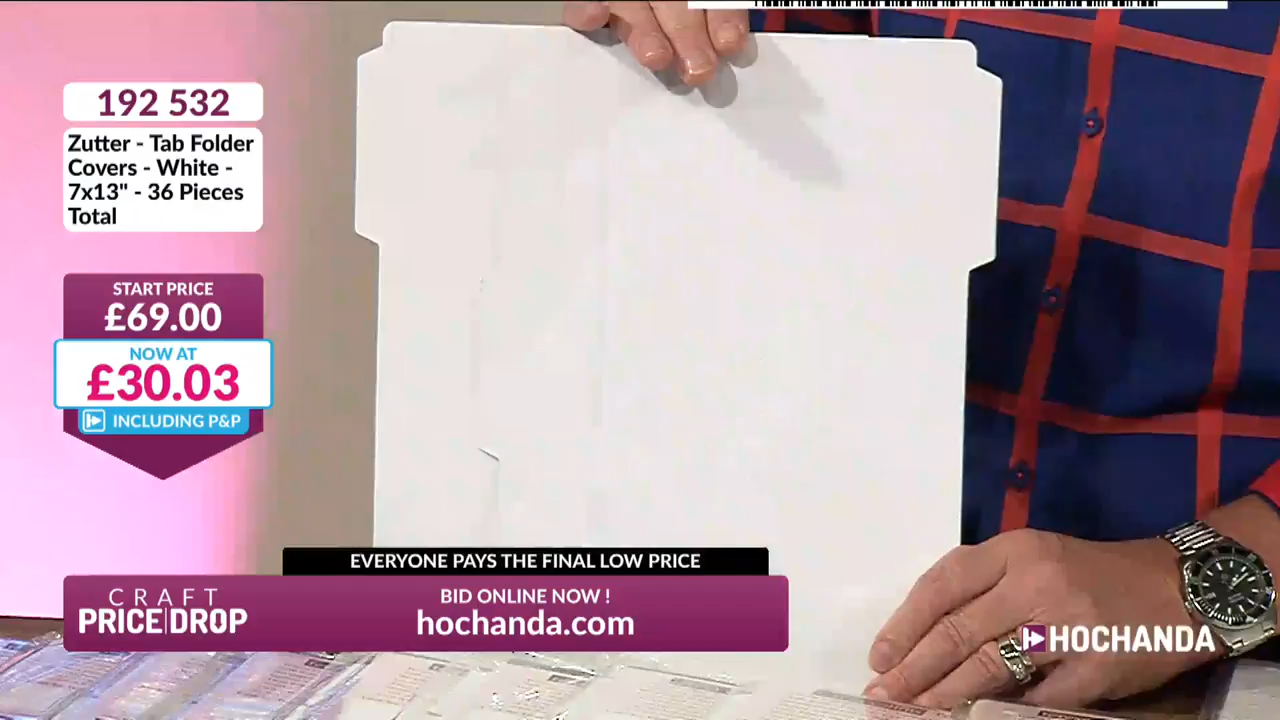 192 532
Zutter - Tab Folder
Covers - White -
7x13" - 36 Pieces
Total
START PRICE
£69.00
NOW AT
£30.03
INCLUDING P&P
EVERYONE PAYS THE FINAL LOW PRICE
CRAFT
PRICE DROP
BID ONLINE NOW !
hochanda.com
HOCHANDA